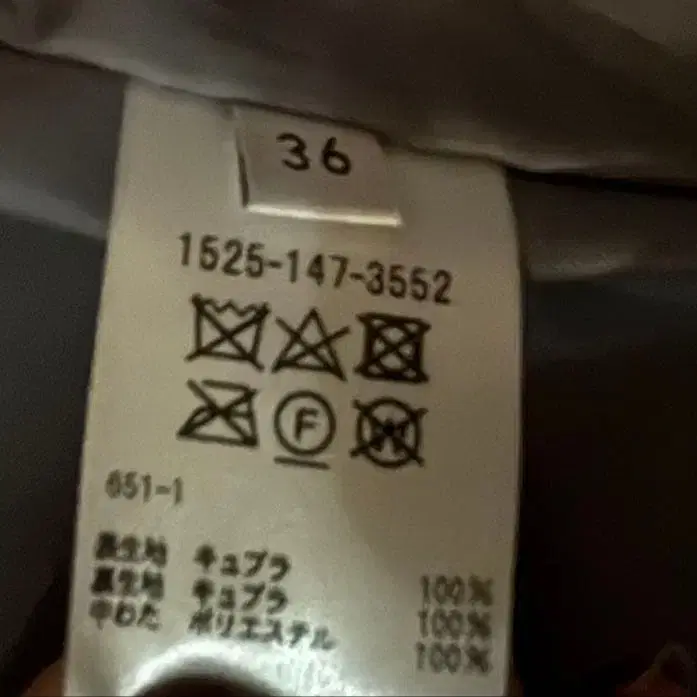 36
1525-147-3552
F
W
651-1
表生地 キュプラ 100%
裏生地 キュプラ 100%
中わた ポリエステル 100%